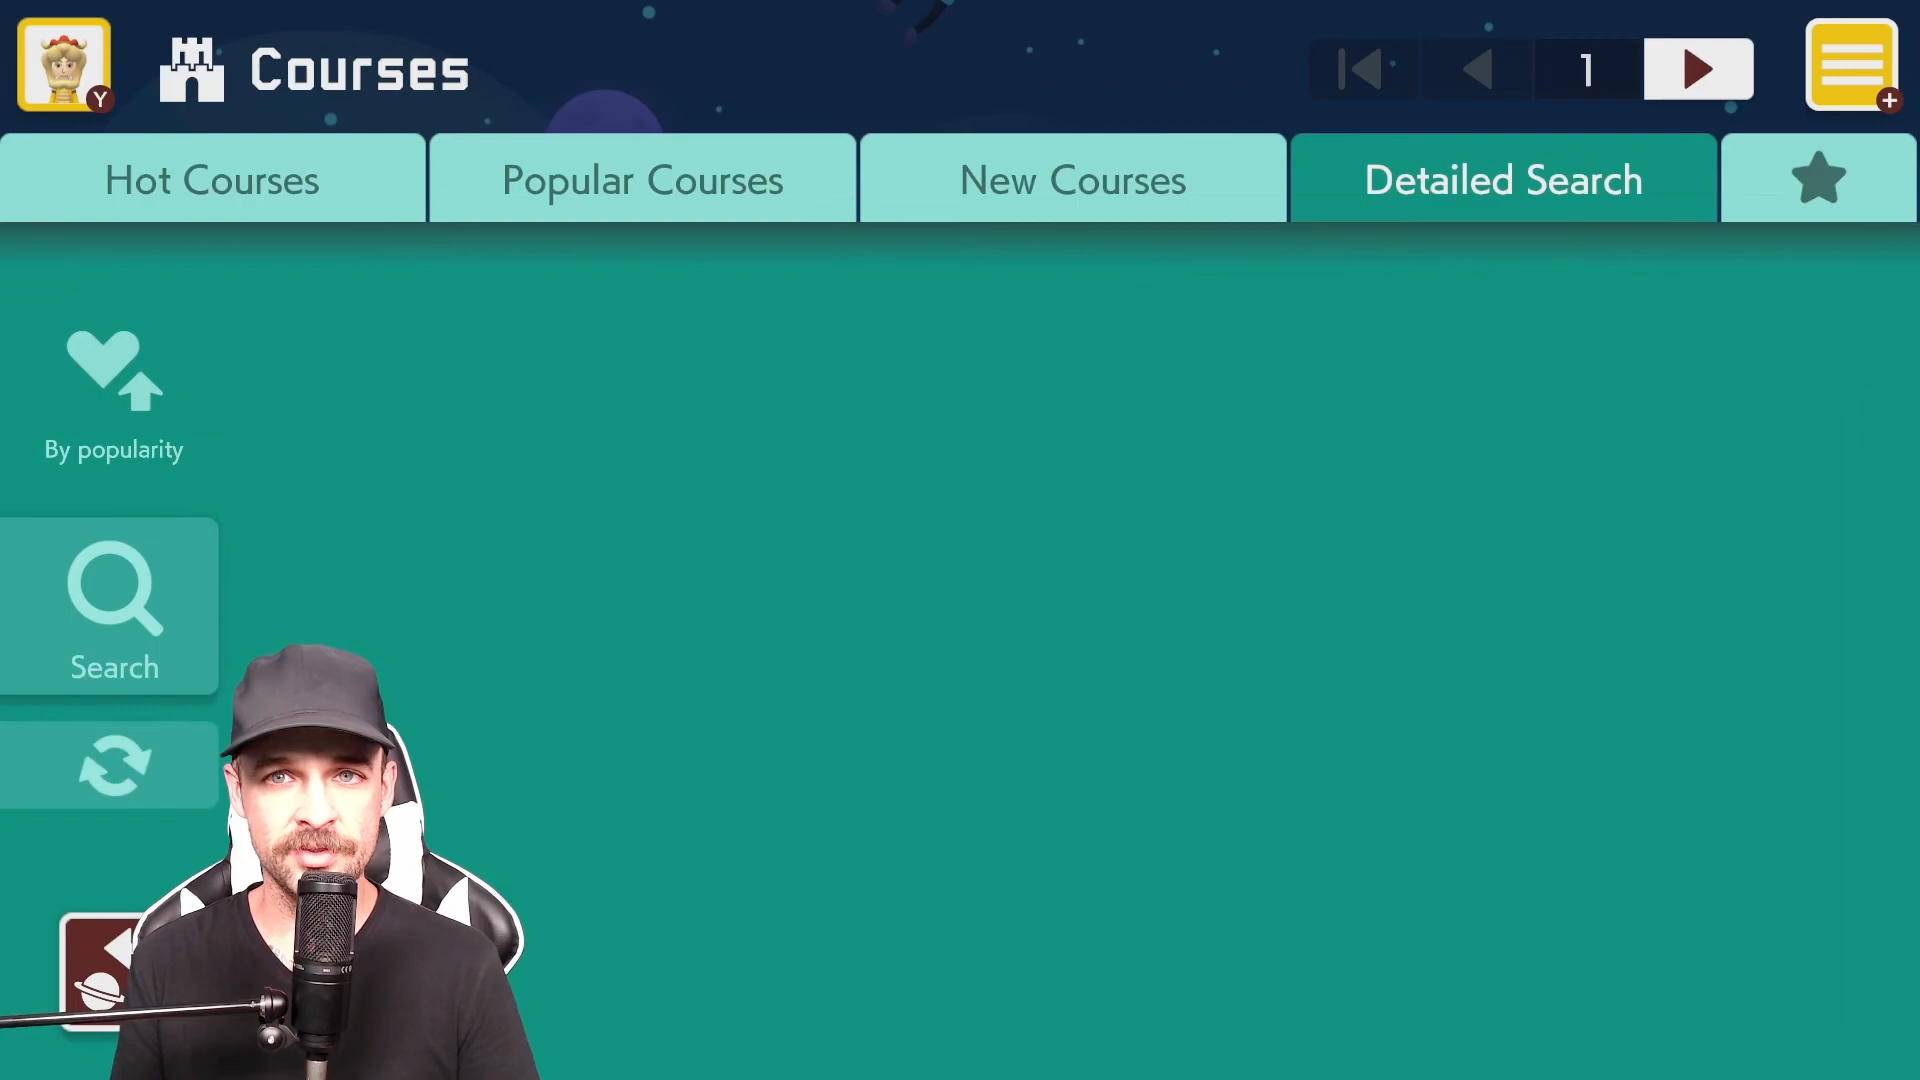 Y
Courses
1
+
Hot Courses
Popular Courses
New Courses
Detailed Search
By popularity
Search